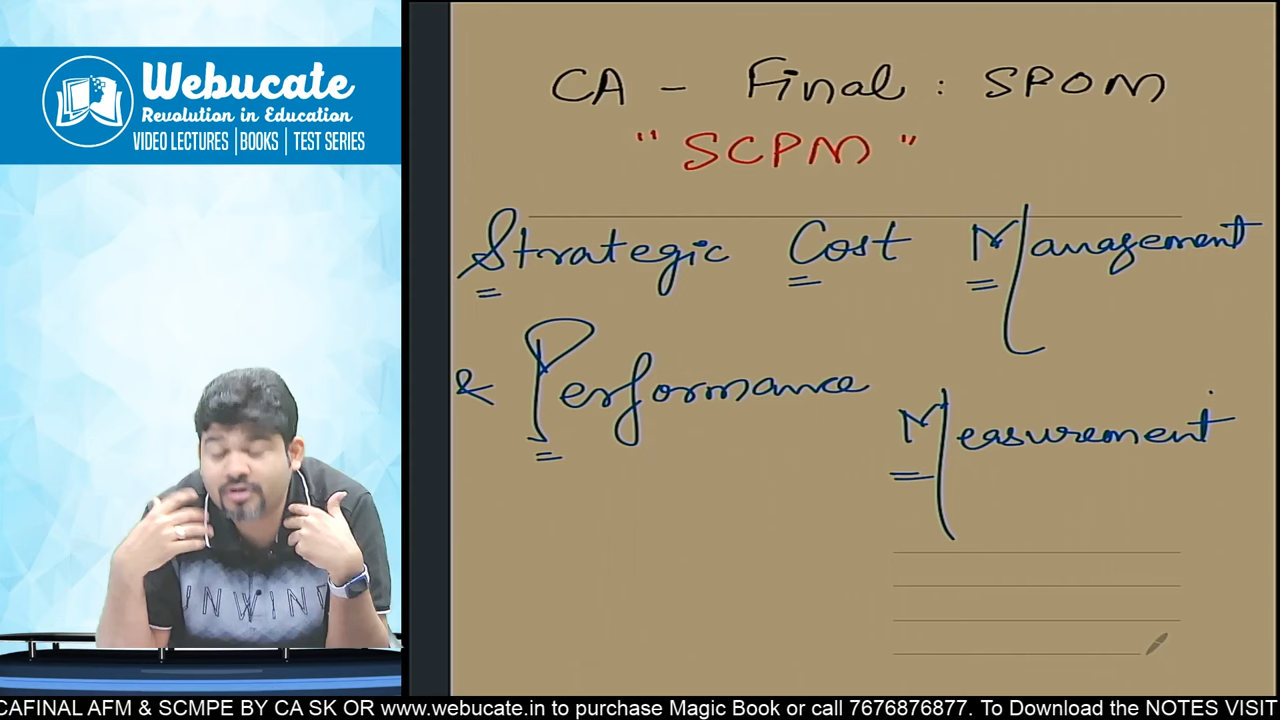 Webucate
Revolution in Education
VIDEO LECTURES | BOOKS | TEST SERIES
CA - Final : SPOM
" SCPM "
Strategic Cost Management
& Performance
Measurement
UNWIND
CAFINAL AFM & SCMPE BY CA SK OR www.webucate.in to purchase Magic Book or call 7676876877. To Download the NOTES VISIT